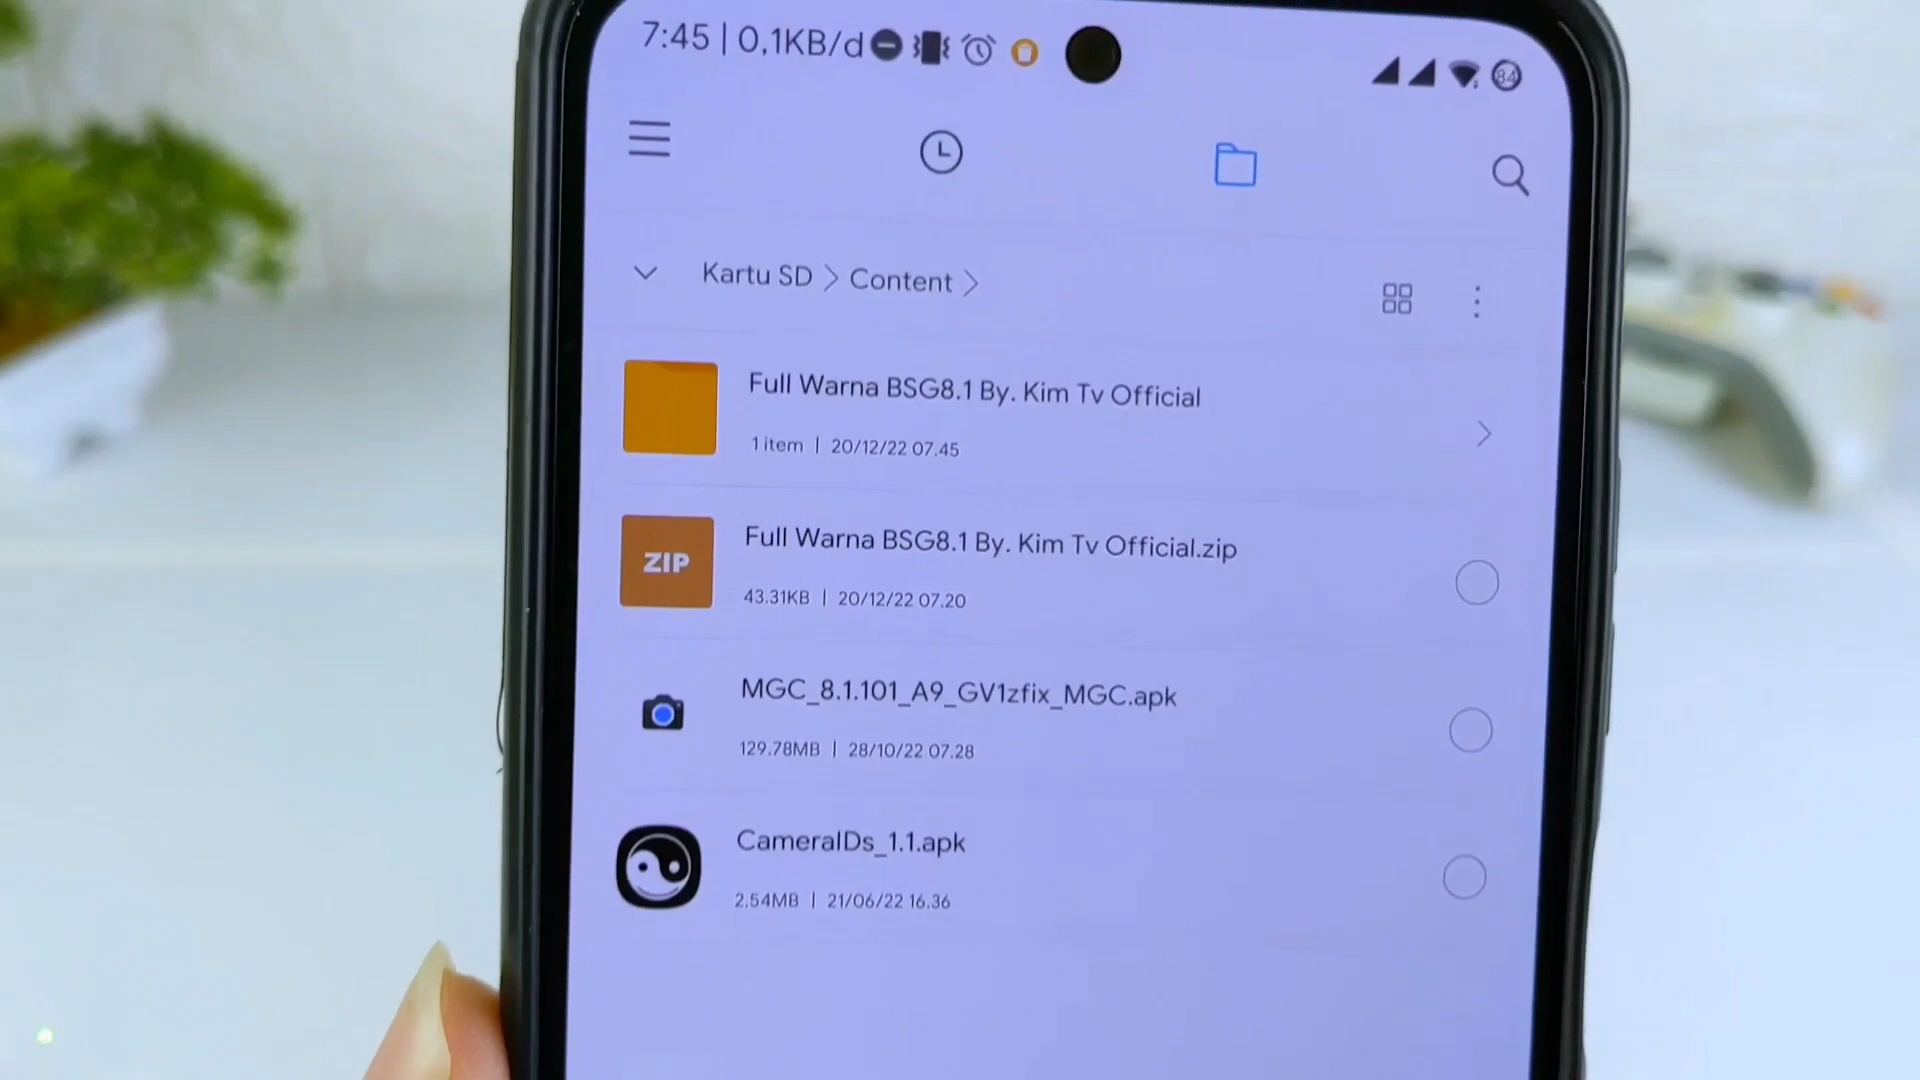 7:45 | 0,1KB/d
84
Kartu SD > Content >
Full Warna BSG8.1 By. Kim Tv Official
1 item | 20/12/22 07.45
ZIP
Full Warna BSG8.1 By. Kim Tv Official.zip
43.31KB | 20/12/22 07.20
MGC_8.1.101_A9_GV1zfix_MGC.apk
129.78MB | 28/10/22 07.28
CameraIDs_1.1.apk
2.54MB | 21/06/22 16.36